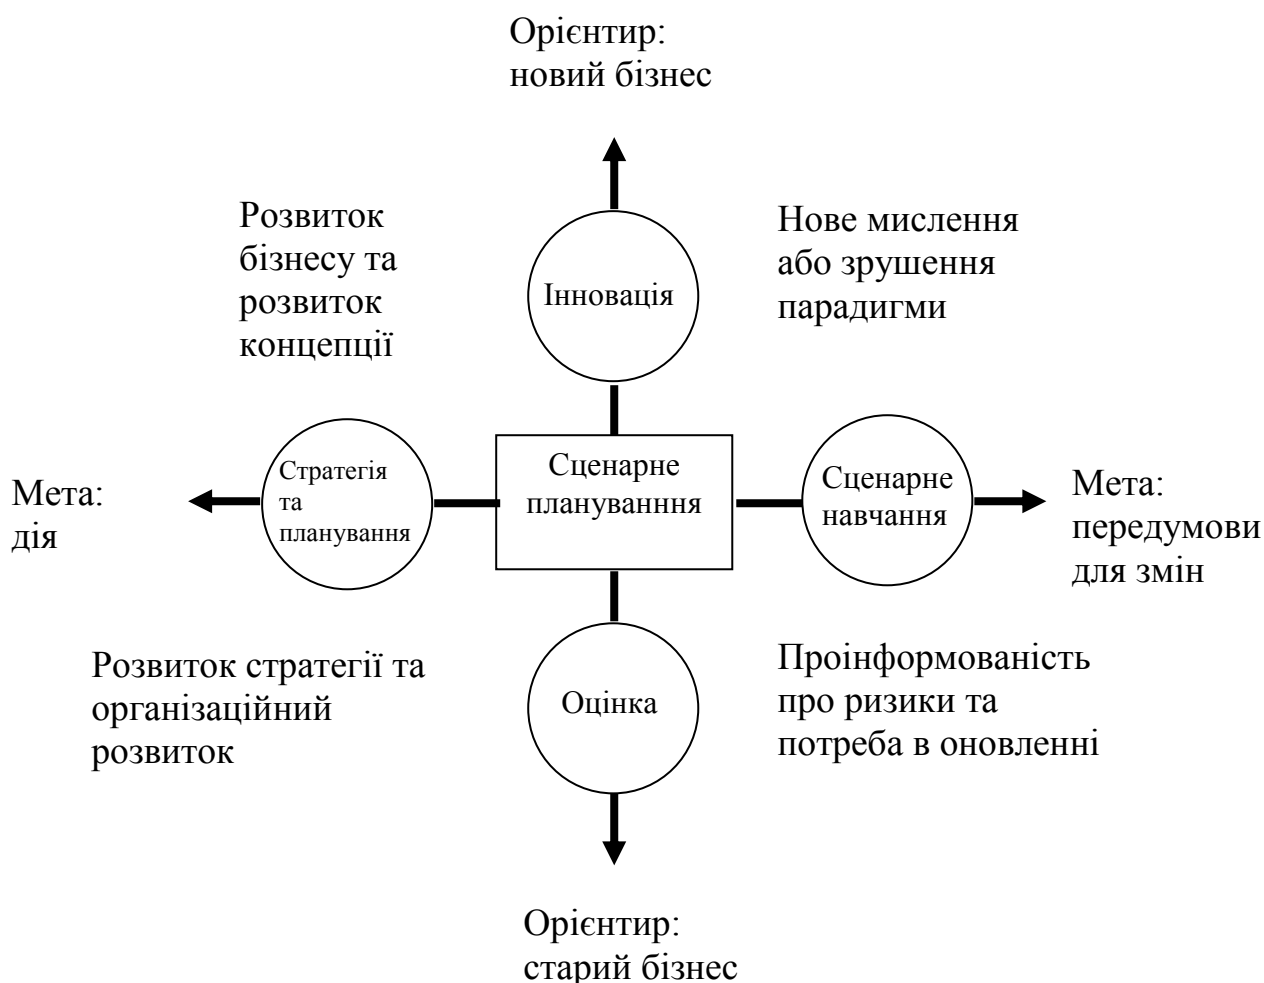 Орієнтир:
новий бізнес
Розвиток
бізнесу та
розвиток
концепції
Нове мислення
або зрушення
парадигми
Інновація
Мета:
дія
Стратегія
та
планування
Сценарне
плануванння
Сценарне
навчання
Мета:
передумови
для змін
Розвиток стратегії та
організаційний
розвиток
Оцінка
Проінформованість
про ризики та
потреба в оновленні
Орієнтир:
старий бізнес